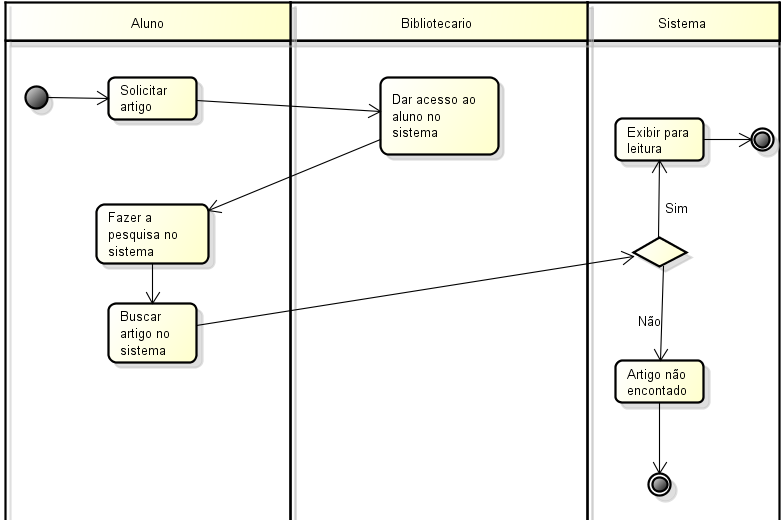 Aluno
Bibliotecario
Sistema
Solicitar
artigo
Dar acesso ao
aluno no
sistema
Exibir para
leitura
Sim
Fazer a
pesquisa no
sistema
Buscar
artigo no
sistema
Não
Artigo não
encontado